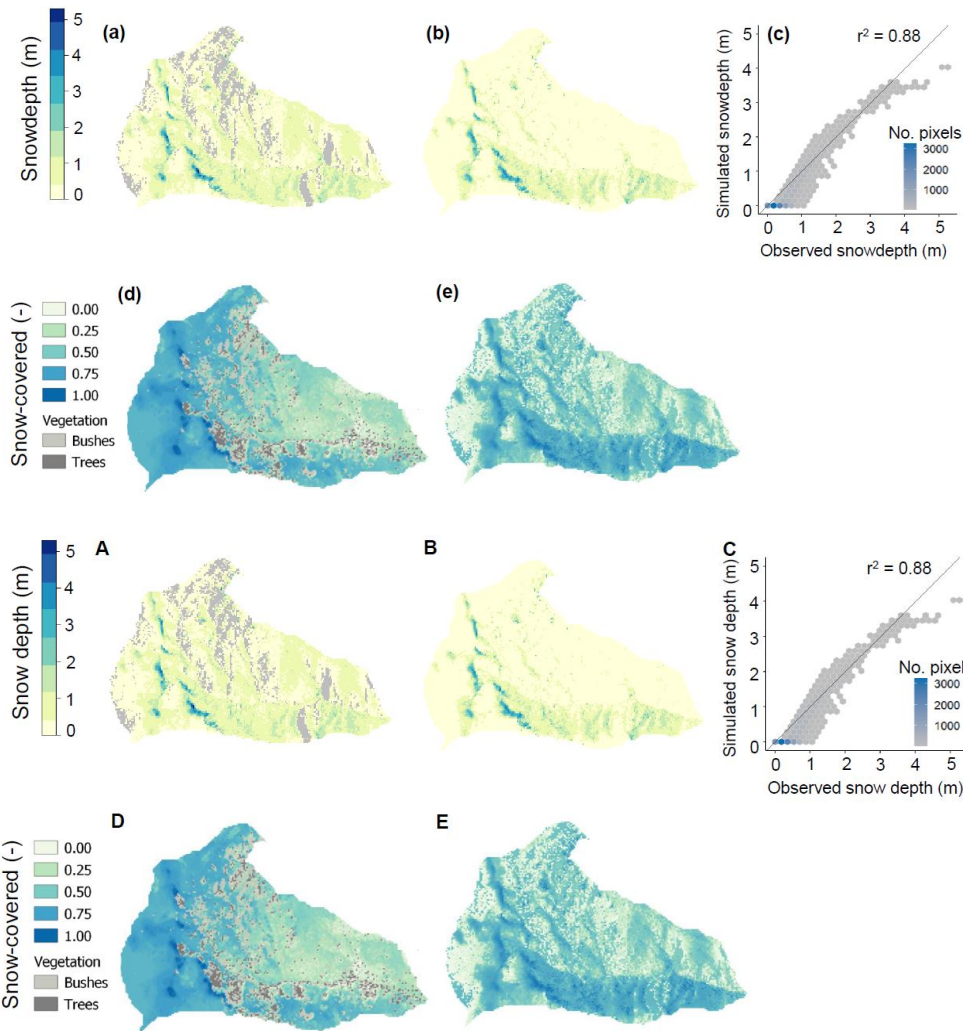 (a)
(b)
(c)
Snowdepth (m)
5
4
3
2
1
0
r² = 0.88
Simulated snowdepth (m)
5
4
3
2
1
0
No. pixels
3000
2000
1000
0 1 2 3 4 5
Observed snowdepth (m)
(d)
(e)
Snow-covered (-)
0.00
0.25
0.50
0.75
1.00
Vegetation
Bushes
Trees
A
B
C
Snow depth (m)
5
4
3
2
1
0
r² = 0.88
Simulated snow depth (m)
5
4
3
2
1
0
No. pixels
3000
2000
1000
0 1 2 3 4 5
Observed snow depth (m)
D
E
Snow-covered (-)
0.00
0.25
0.50
0.75
1.00
Vegetation
Bushes
Trees